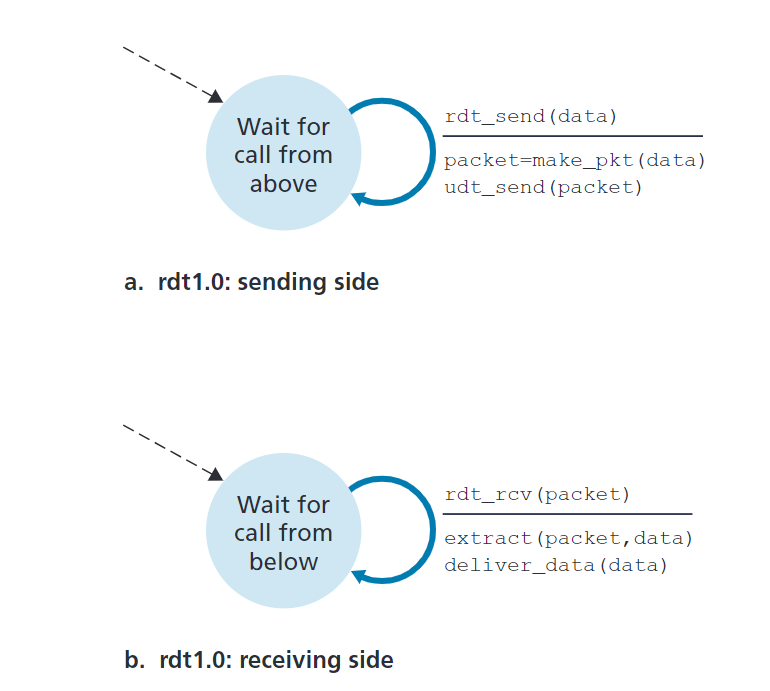 Wait for
call from
above
rdt_send(data)
packet=make_pkt(data)
udt_send(packet)
a. rdt1.0: sending side
Wait for
call from
below
rdt_rcv(packet)
extract(packet,data)
deliver_data(data)
b. rdt1.0: receiving side